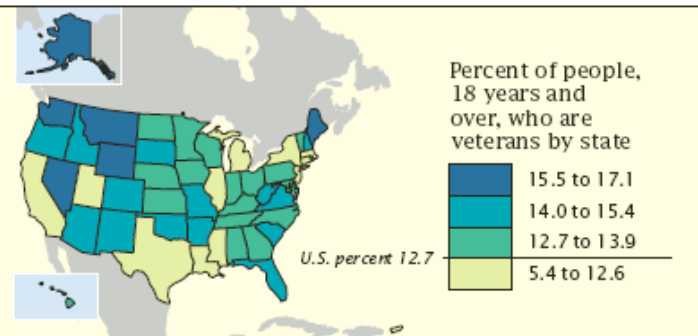 Percent of people,
18 years and
over, who are
veterans by state
15.5 to 17.1
14.0 to 15.4
12.7 to 13.9
U.S. percent 12.7
5.4 to 12.6